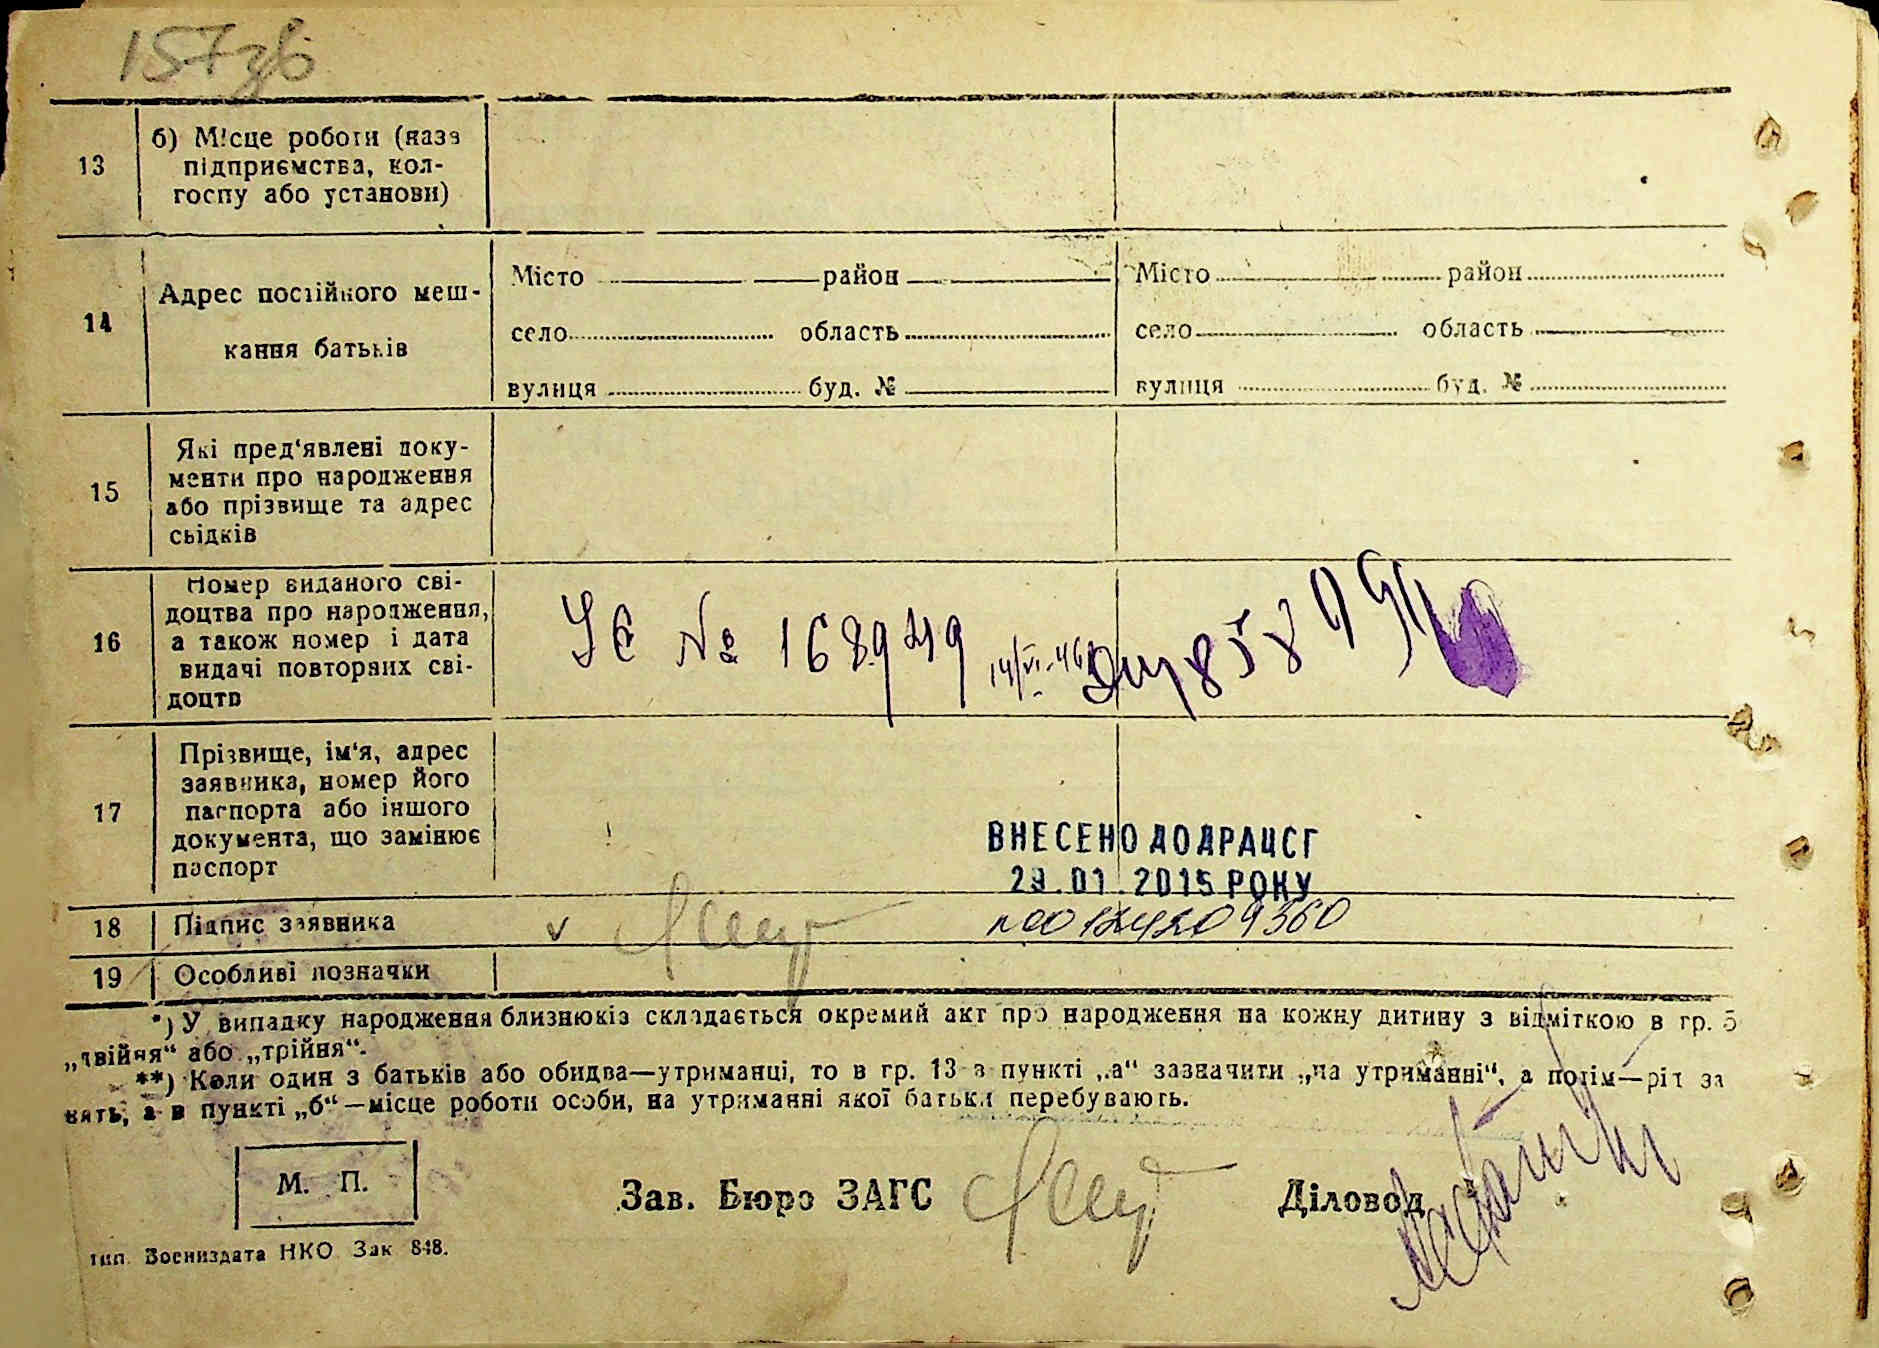 157зв
13
б) Місце роботи (назв
підприємства, кол-
госпу або установи)
14
Адрес постійного меш-
кання батьків
Місто район
село область
вулиця буд. №
Місто район
село область
вулиця буд. №
15
Які пред'явлені доку-
менти про народження
або прізвище та адрес
свідків
16
Номер виданого сві-
доцтва про народження,
а також номер і дата
видачі повторних сві-
доцтв
УЄ № 168949 14/VI-46
17
Прізвище, ім'я, адрес
заявника, номер його
паспорта або іншого
документа, що замінює
паспорт
ВНЕСЕНО ДО ДРАЦСГ
29.01.2015 РОКУ
18
Підпис заявника
v
19
Особливі позначки
*) У випадку народження близнюків складається окремий акт про народження на кожну дитину з відміткою в гр. 5
„двійня“ або „трійня“.
**) Коли один з батьків або обидва—утриманці, то в гр. 13 в пункті „а“ зазначити „на утриманні“, а потім—рід за
нять, а в пункті „б“—місце роботи особи, на утриманні якої батьки перебувають.
М. П.
Зав. Бюро ЗАГС
Діловод
тип. Воениздата НКО Зак 848.